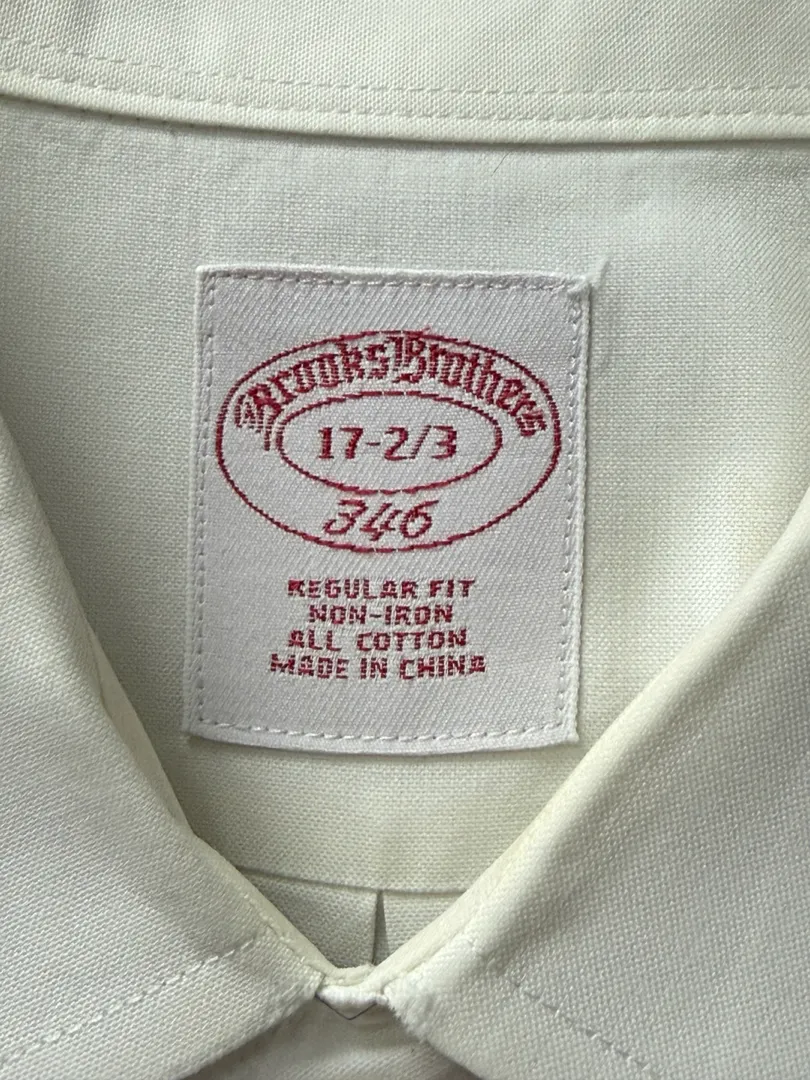 Brooks Brothers
17-2/3
346
REGULAR FIT
NON-IRON
ALL COTTON
MADE IN CHINA